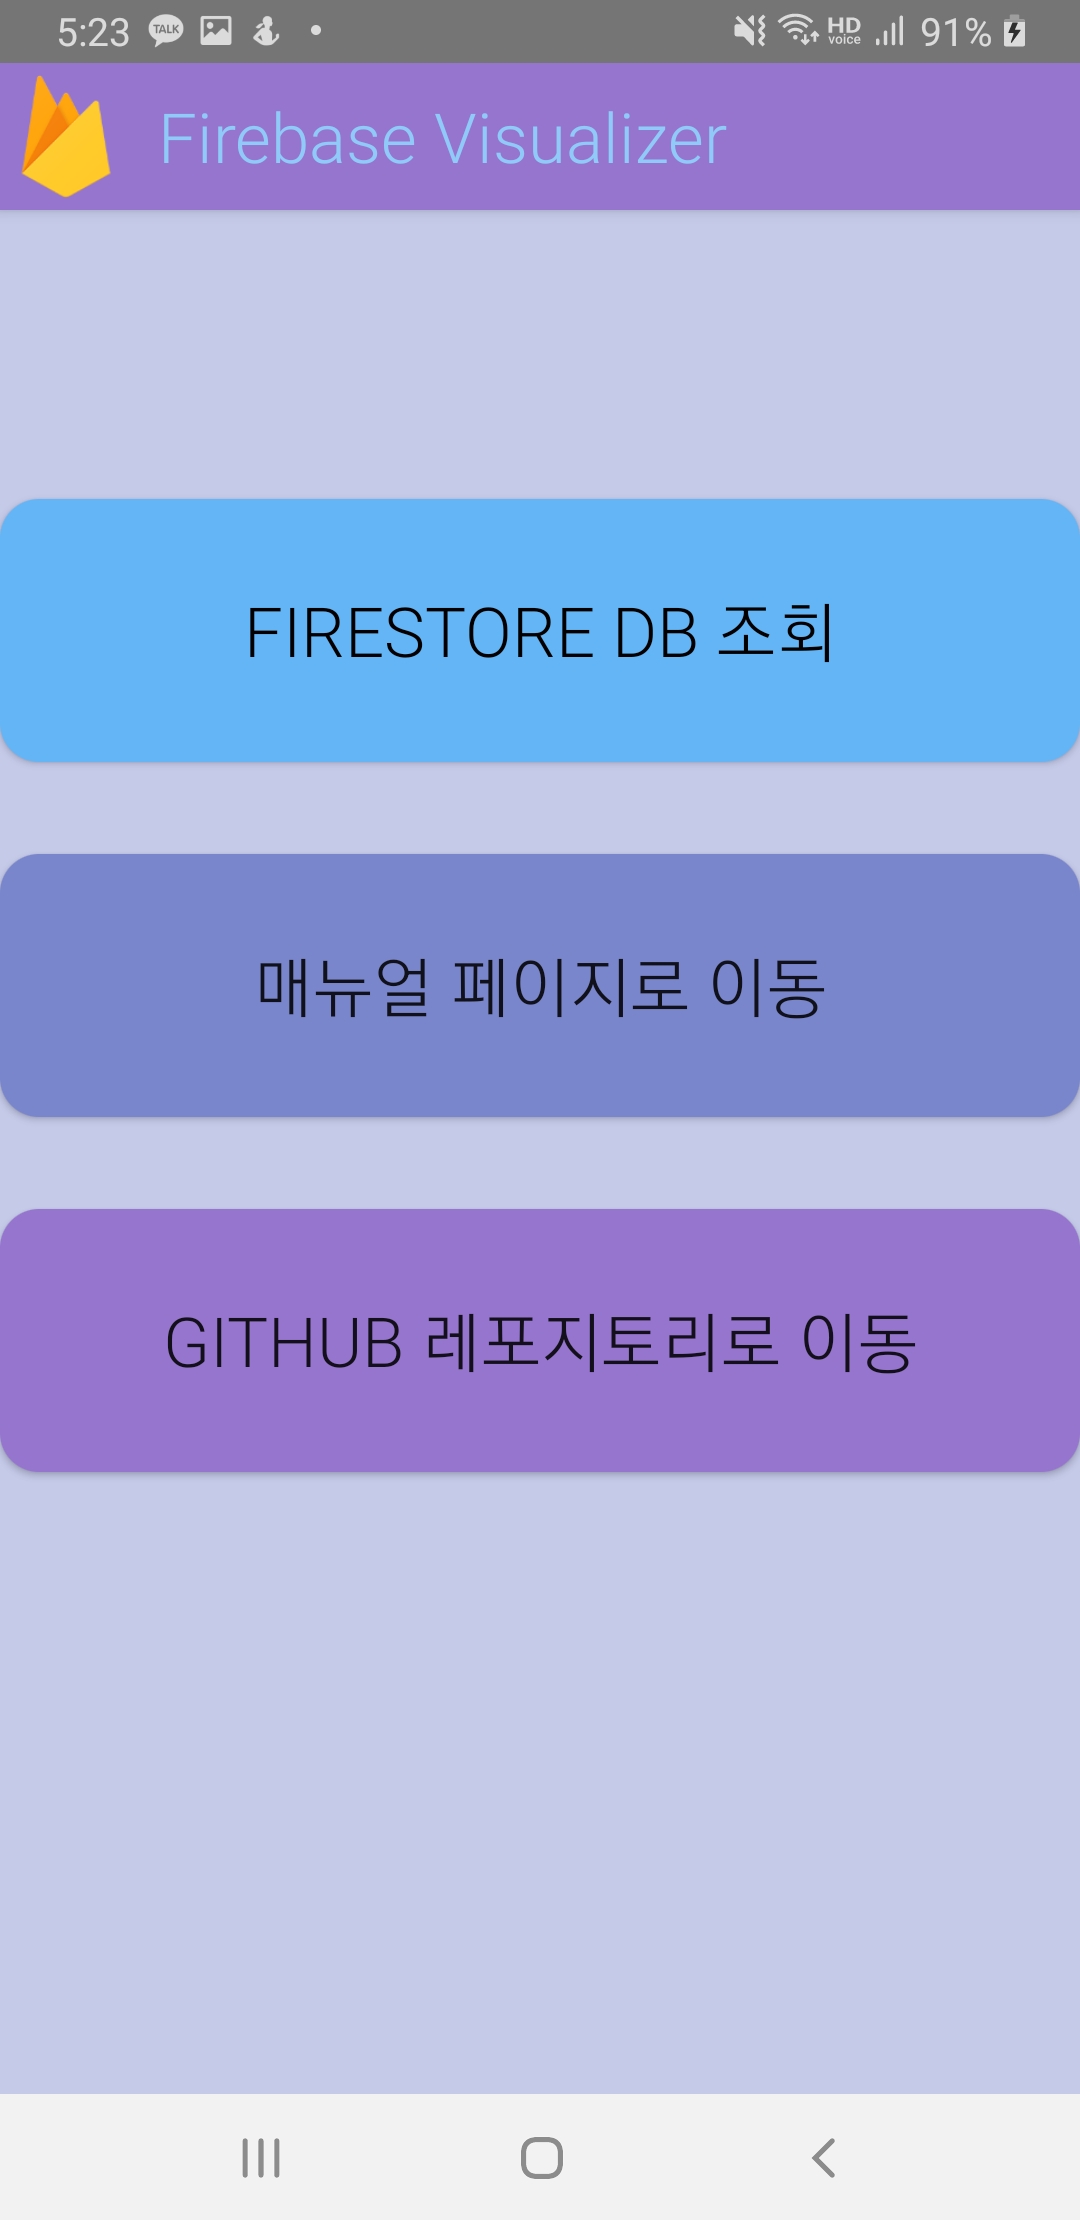 5:23 TALK HD voice 91%
Firebase Visualizer
FIRESTORE DB 조회
매뉴얼 페이지로 이동
GITHUB 레포지토리로 이동